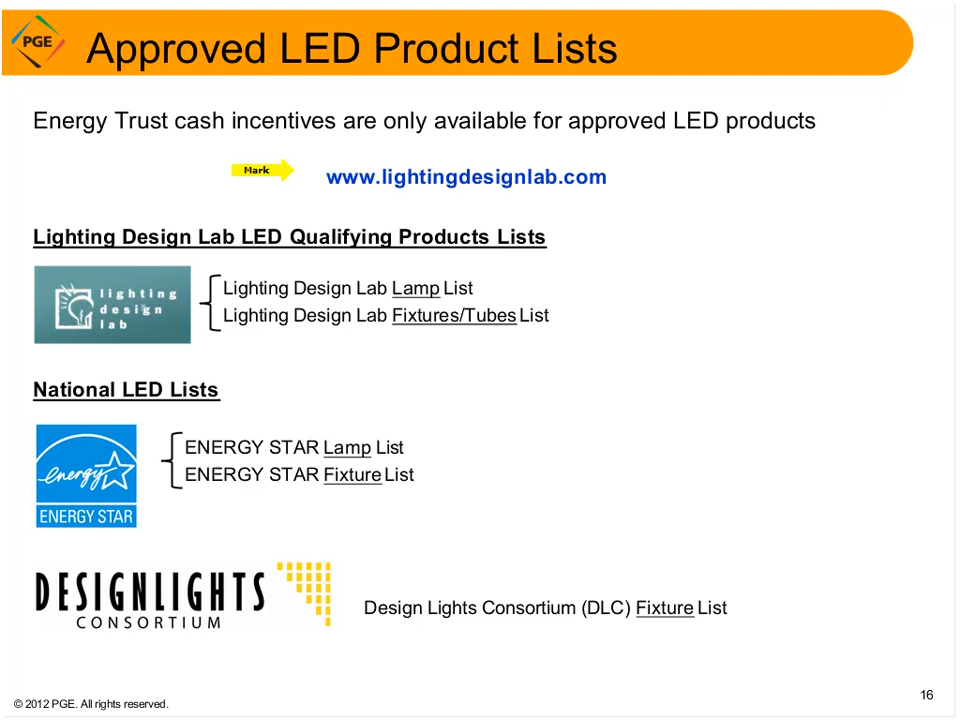 PGE
Approved LED Product Lists
Energy Trust cash incentives are only available for approved LED products
Mark
www.lightingdesignlab.com
Lighting Design Lab LED Qualifying Products Lists
lighting
design
lab
Lighting Design Lab Lamp List
Lighting Design Lab Fixtures/Tubes List
National LED Lists
energy
ENERGY STAR
ENERGY STAR Lamp List
ENERGY STAR Fixture List
DESIGNLIGHTS
CONSORTIUM
Design Lights Consortium (DLC) Fixture List
© 2012 PGE. All rights reserved.
16